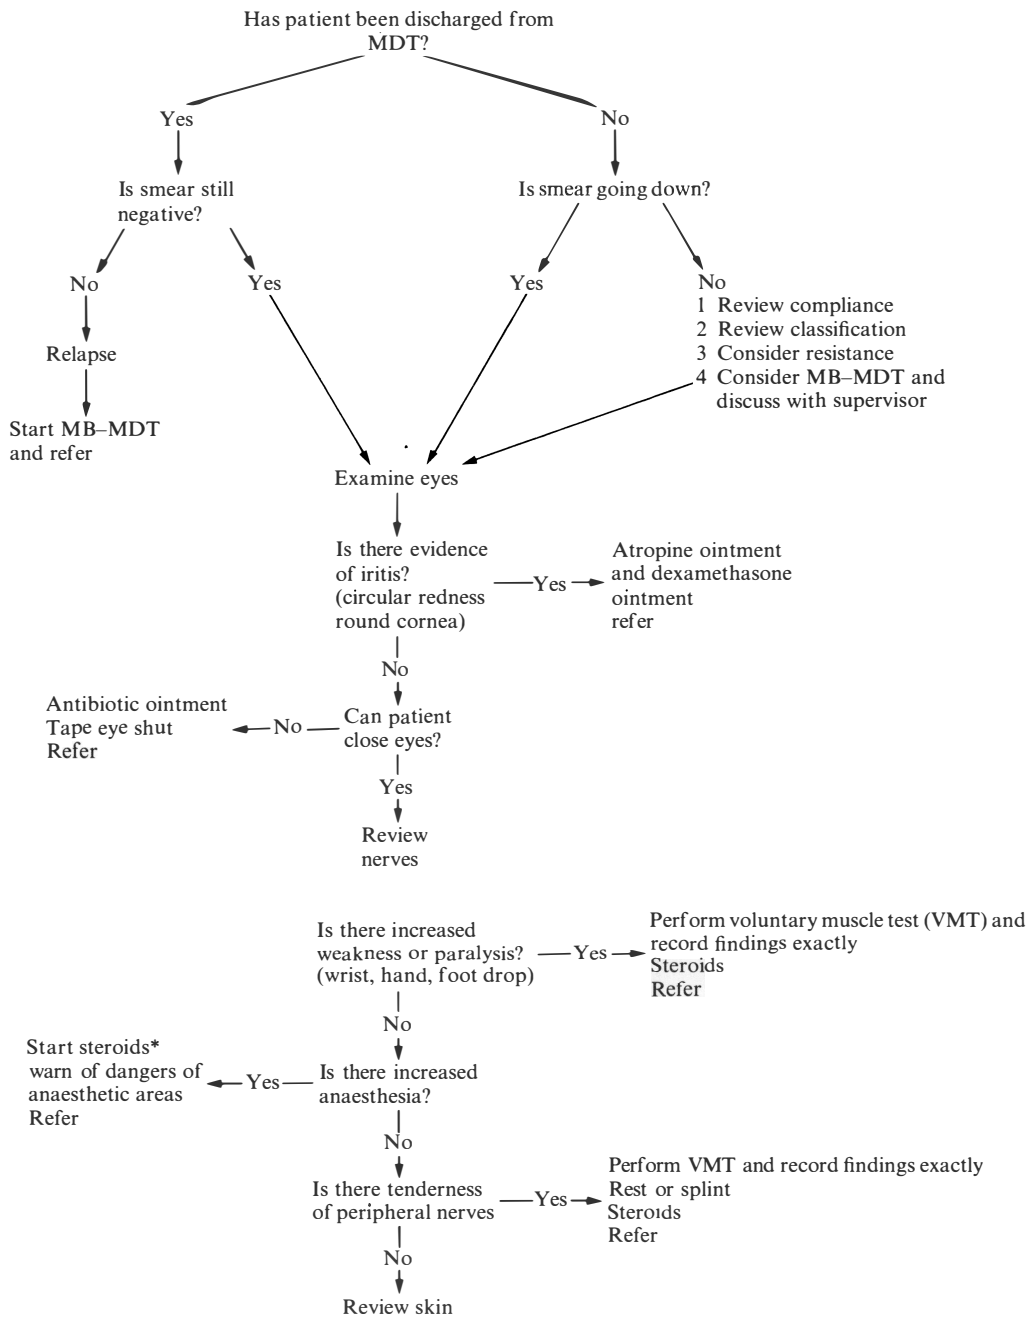 Has patient been discharged from
MDT?
Yes
No
Is smear still
negative?
Is smear going down?
No
Yes
Yes
No
1 Review compliance
2 Review classification
3 Consider resistance
4 Consider MB–MDT and
discuss with supervisor
Relapse
Start MB–MDT
and refer
Examine eyes
Is there evidence
of iritis?
(circular redness
round cornea)
Yes
Atropine ointment
and dexamethasone
ointment
refer
No
Can patient
close eyes?
No
Antibiotic ointment
Tape eye shut
Refer
Yes
Review
nerves
Is there increased
weakness or paralysis?
(wrist, hand, foot drop)
Yes
Perform voluntary muscle test (VMT) and
record findings exactly
Steroids
Refer
No
Is there increased
anaesthesia?
Yes
Start steroids*
warn of dangers of
anaesthetic areas
Refer
No
Is there tenderness
of peripheral nerves
Yes
Perform VMT and record findings exactly
Rest or splint
Steroids
Refer
No
Review skin